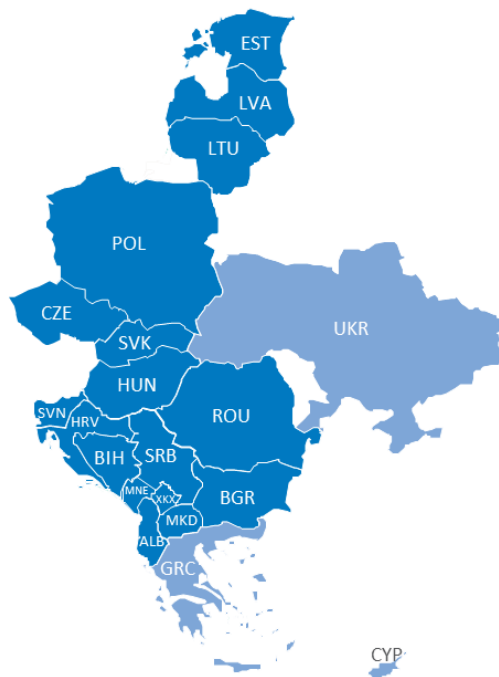 EST
LVA
LTU
POL
CZE
UKR
SVK
HUN
SVN
HRV
ROU
BIH
SRB
MNE
XKX
BGR
MKD
ALB
GRC
CYP